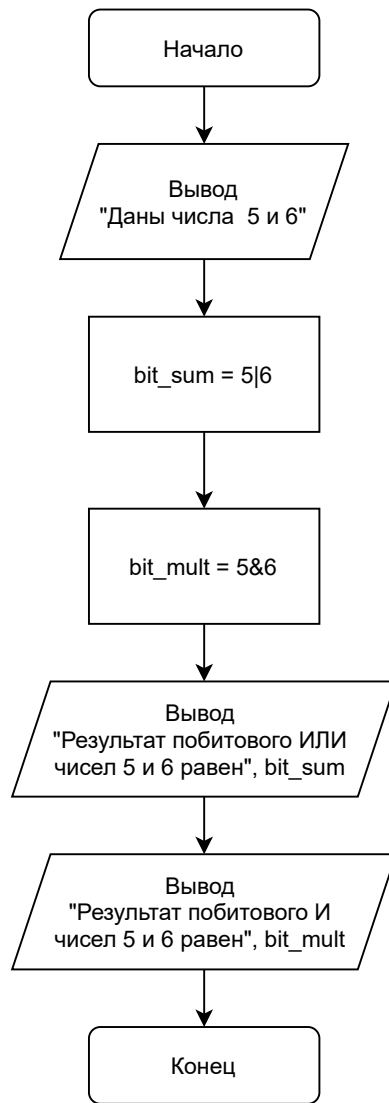 Начало
Вывод
"Даны числа  5 и 6"
bit_sum = 5|6
bit_mult = 5&6
Вывод
"Результат побитового ИЛИ
чисел 5 и 6 равен", bit_sum
Вывод
"Результат побитового И
чисел 5 и 6 равен", bit_mult
Конец